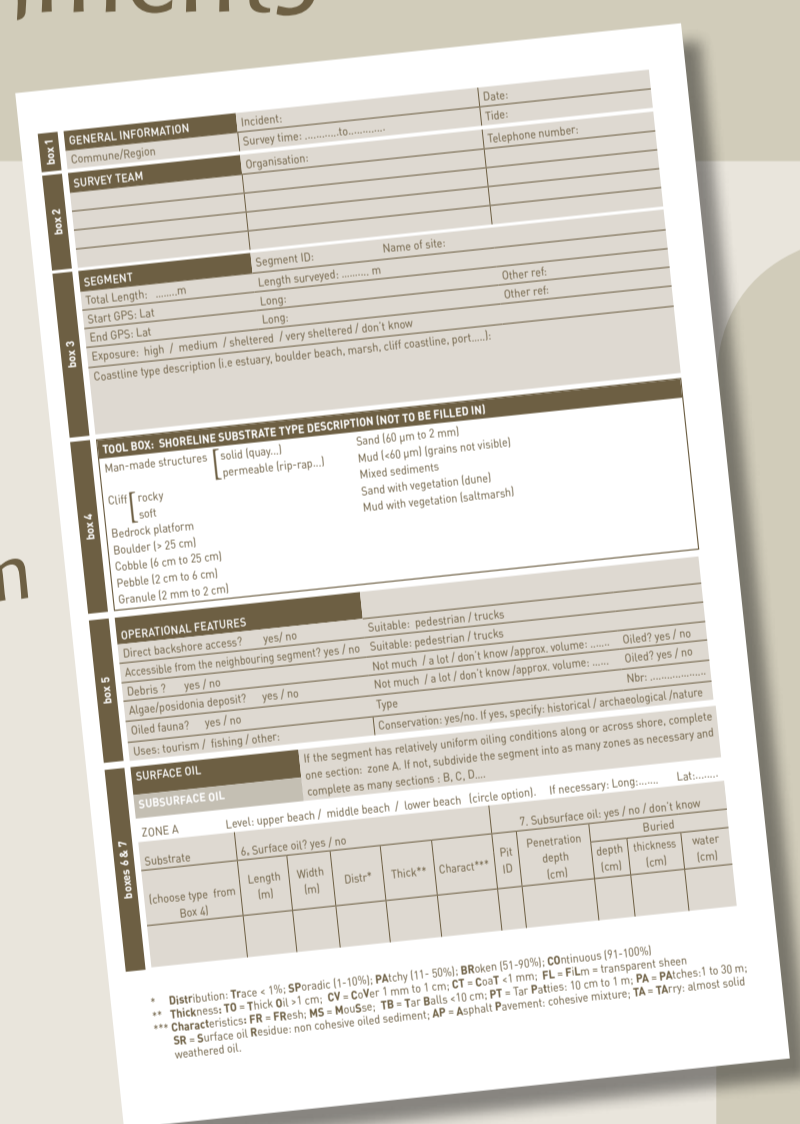 box 1
GENERAL INFORMATION
Incident:
Date:
Commune/Region
Survey time: ............to.............
Tide:
box 2
SURVEY TEAM
Organisation:
Telephone number:
box 3
SEGMENT
Segment ID:
Name of site:
Total Length: ........m
Length surveyed: .......... m
Start GPS: Lat
Long:
Other ref:
End GPS: Lat
Long:
Other ref:
Exposure: high / medium / sheltered / very sheltered / don't know
Coastline type description (i.e estuary, boulder beach, marsh, cliff coastline, port.....):
box 4
TOOL BOX: SHORELINE SUBSTRATE TYPE DESCRIPTION (NOT TO BE FILLED IN)
Man-made structures
solid (quay...)
permeable (rip-rap...)
Cliff
rocky
soft
Bedrock platform
Boulder (> 25 cm)
Cobble (6 cm to 25 cm)
Pebble (2 cm to 6 cm)
Granule (2 mm to 2 cm)
Sand (60 µm to 2 mm)
Mud (<60 µm) (grains not visible)
Mixed sediments
Sand with vegetation (dune)
Mud with vegetation (saltmarsh)
box 5
OPERATIONAL FEATURES
Direct backshore access? yes/ no
Suitable: pedestrian / trucks
Accessible from the neighbouring segment? yes / no
Suitable: pedestrian / trucks
Debris ? yes / no
Not much / a lot / don't know /approx. volume: .......
Oiled? yes / no
Algae/posidonia deposit? yes / no
Not much / a lot / don't know /approx. volume: ......
Oiled? yes / no
Oiled fauna? yes / no
Type
Nbr: ....................
Uses: tourism / fishing / other:
Conservation: yes/no. If yes, specify: historical / archaeological /nature
boxes 6 & 7
SURFACE OIL
SUBSURFACE OIL
If the segment has relatively uniform oiling conditions along or across shore, complete
one section: zone A. If not, subdivide the segment into as many zones as necessary and
complete as many sections : B, C, D....
ZONE A
Level: upper beach / middle beach / lower beach (circle option). If necessary: Long:....... Lat:........
Substrate
6. Surface oil? yes / no
7. Subsurface oil: yes / no / don't know
(choose type from
Box 4)
Length
(m)
Width
(m)
Distr*
Thick**
Charact***
Pit
ID
Penetration
depth
(cm)
Buried
depth
(cm)
thickness
(cm)
water
(cm)
* Distribution: Trace < 1%; SPoradic (1-10%); PAtchy (11- 50%); BRoken (51-90%); COntinuous (91-100%)
** Thickness: TO = Thick Oil >1 cm; CV = CoVer 1 mm to 1 cm; CT = CoaT <1 mm; FL = FiLm = transparent sheen
*** Characteristics: FR = FResh; MS = MouSse; TB = Tar Balls <10 cm; PT = Tar Patties: 10 cm to 1 m; PA = PAtches:1 to 30 m;
SR = Surface oil Residue: non cohesive oiled sediment; AP = Asphalt Pavement: cohesive mixture; TA = TArry: almost solid
weathered oil.